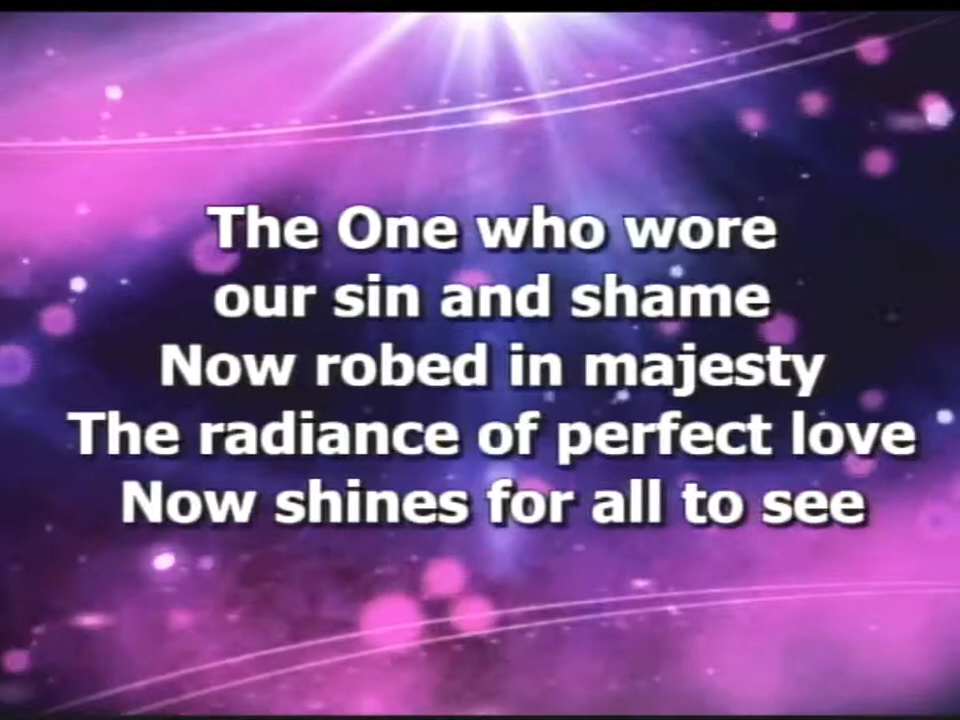 The One who wore
our sin and shame
Now robed in majesty
The radiance of perfect love
Now shines for all to see